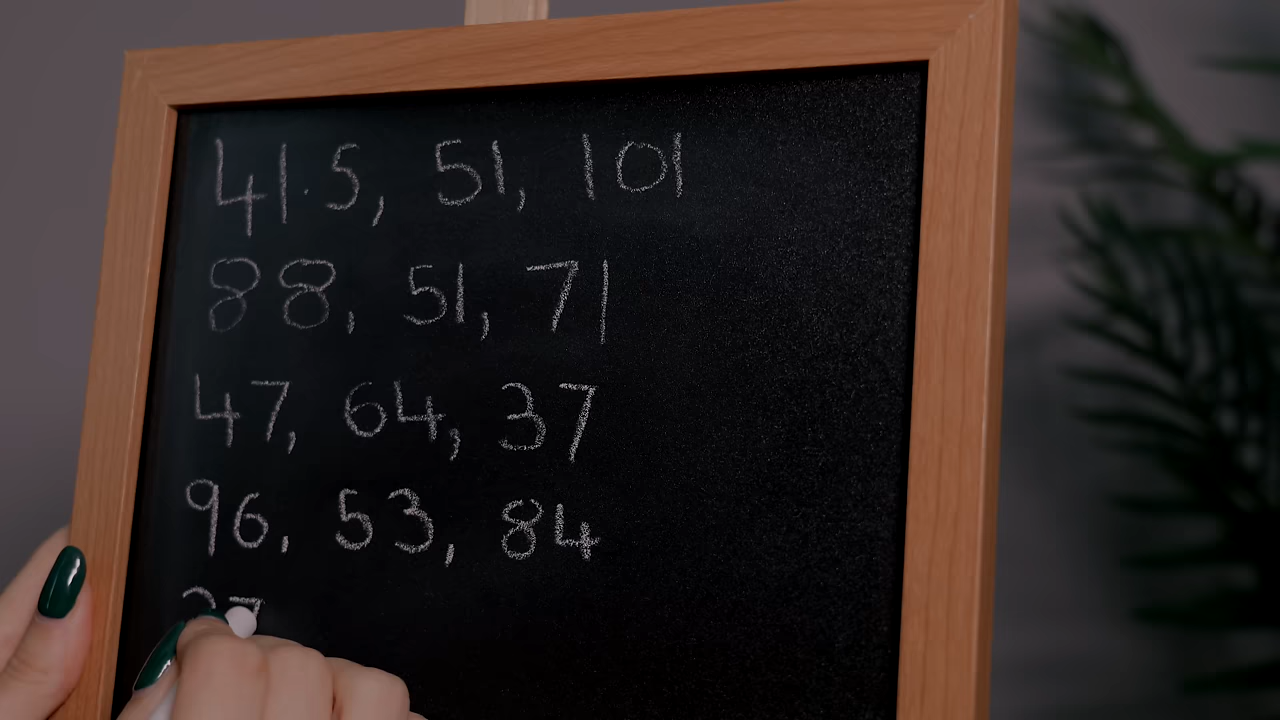 41.5, 51, 101
88, 51, 71
47, 64, 37
96, 53, 84